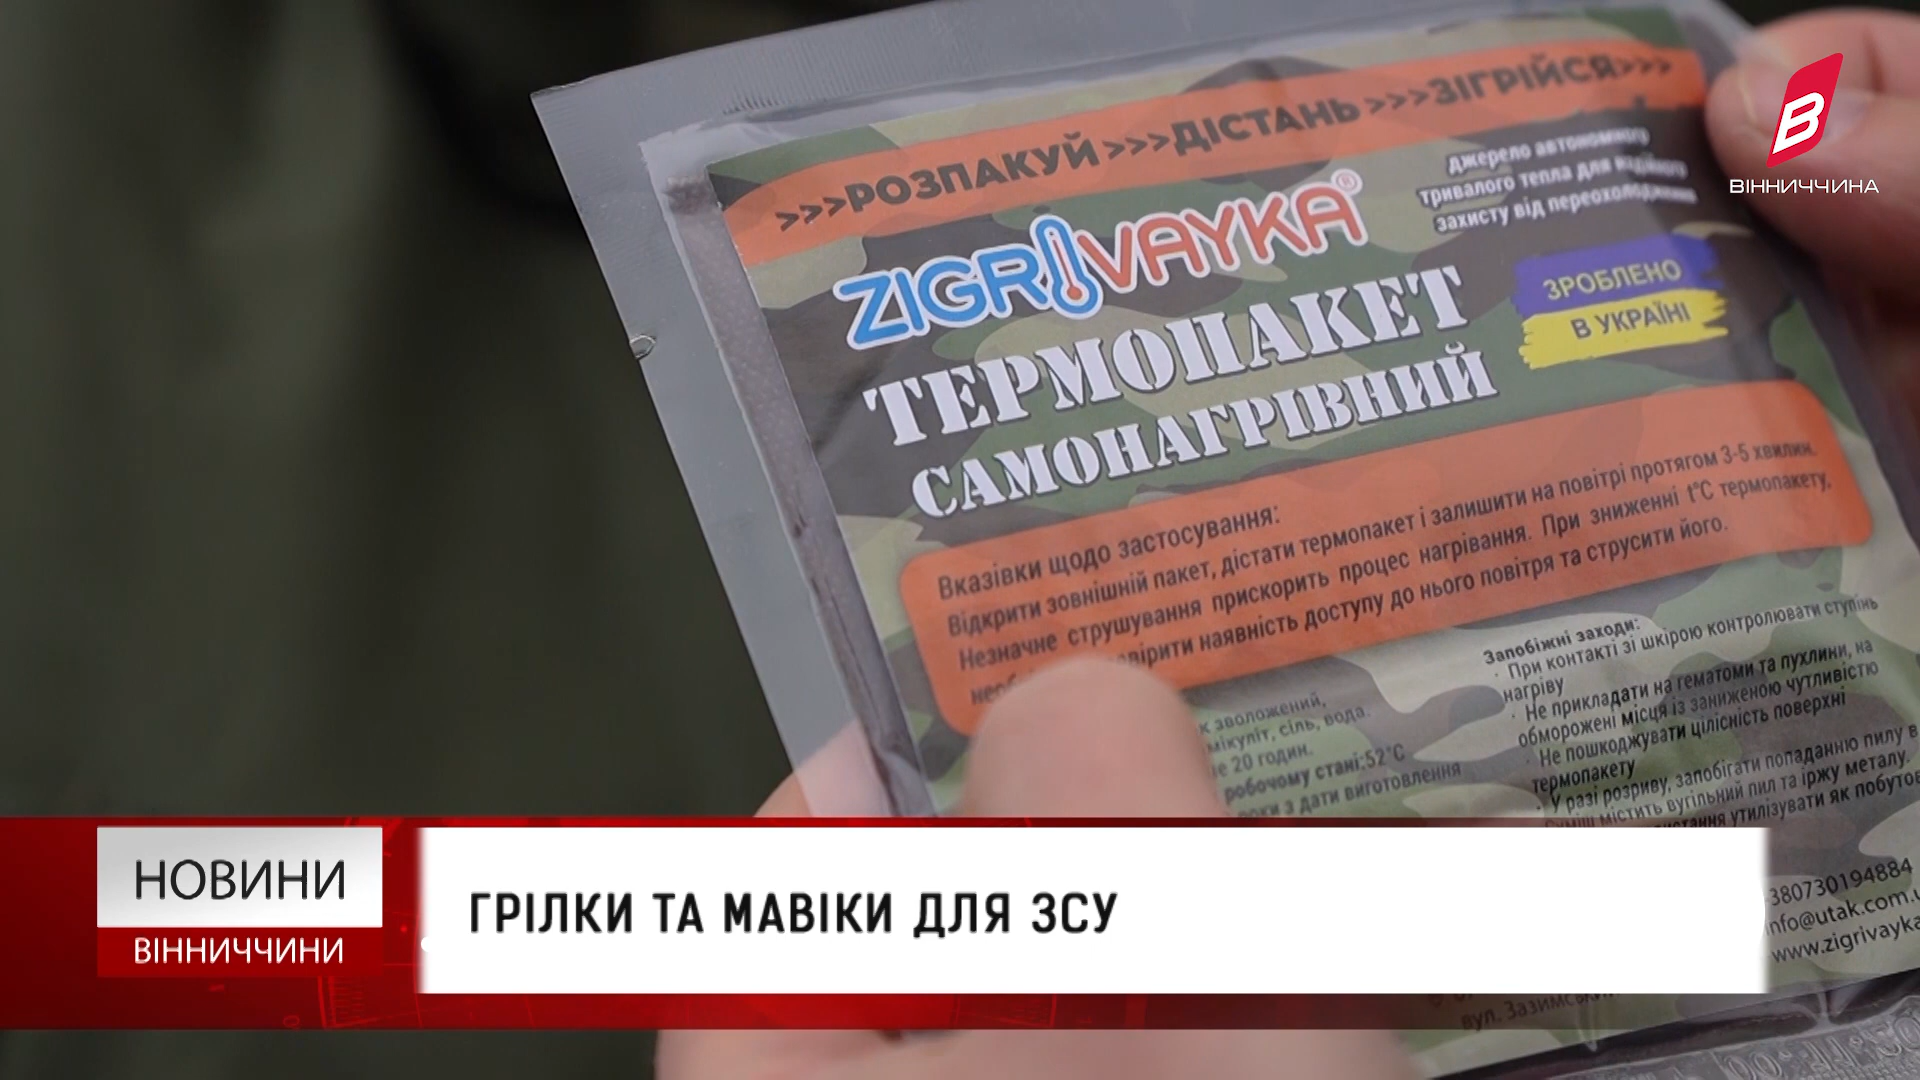 >>>РОЗПАКУЙ>>>ДІСТАНЬ>>>ЗІГРІЙСЯ>>>
ZIGRIVAYKA®
джерело автономного
тривалого тепла для надійного
захисту від переохолодження
ЗРОБЛЕНО
В УКРАЇНІ
ТЕРМОПАКЕТ
САМОНАГРІВНИЙ
Вказівки щодо застосування:
Відкрити зовнішній пакет, дістати термопакет і залишити на повітрі протягом 3-5 хвилин.
Незначне струшування прискорить процес нагрівання. При зниженні t°C термопакету,
наявність доступу до нього повітря та струсити його.
зволожений,
сіль, вода.
20 годин.
робочому стані:52°C
з дати виготовлення
Запобіжні заходи:
· При контакті зі шкірою контролювати ступінь
нагріву
· Не прикладати на гематоми та пухлини, на
обморожені місця із заниженою чутливістю
· Не пошкоджувати цілісність поверхні
термопакету
· У разі розриву, запобігати попаданню пилу в
містить вугільний пил та іржу металу.
утилізувати як
380730194884
info@utak.com.u
www.zigrivayka
вул.
В
ВІННИЧЧИНА
НОВИНИ
ВІННИЧЧИНИ
ГРІЛКИ ТА МАВІКИ ДЛЯ ЗСУ